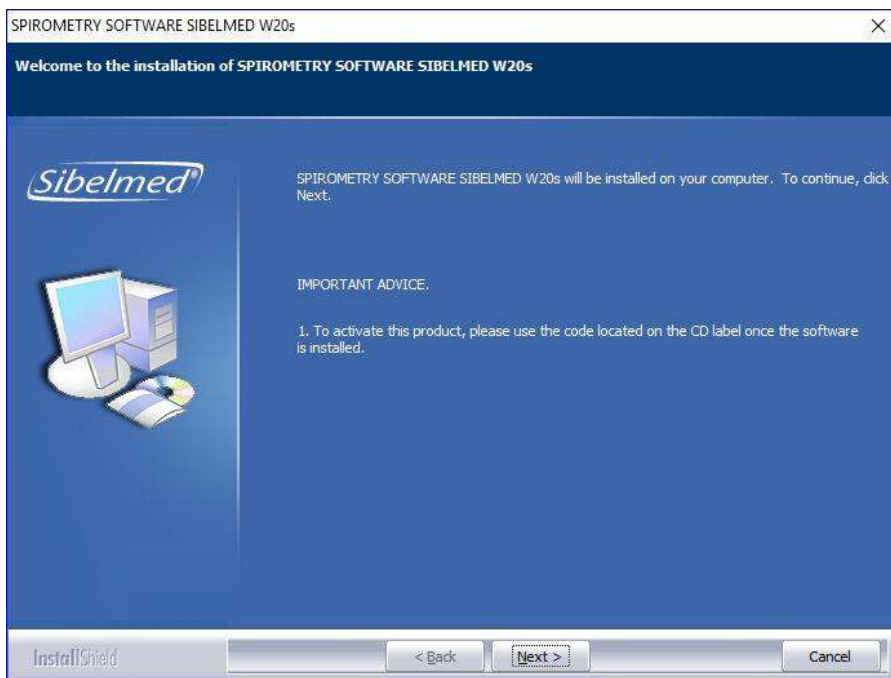 SPIROMETRY SOFTWARE SIBELMED W20s
Welcome to the installation of SPIROMETRY SOFTWARE SIBELMED W20s
Sibelmed®
SPIROMETRY SOFTWARE SIBELMED W20s will be installed on your computer. To continue, click
Next.
IMPORTANT ADVICE.
1. To activate this product, please use the code located on the CD label once the software
is installed.
InstallShield
< Back
Next >
Cancel